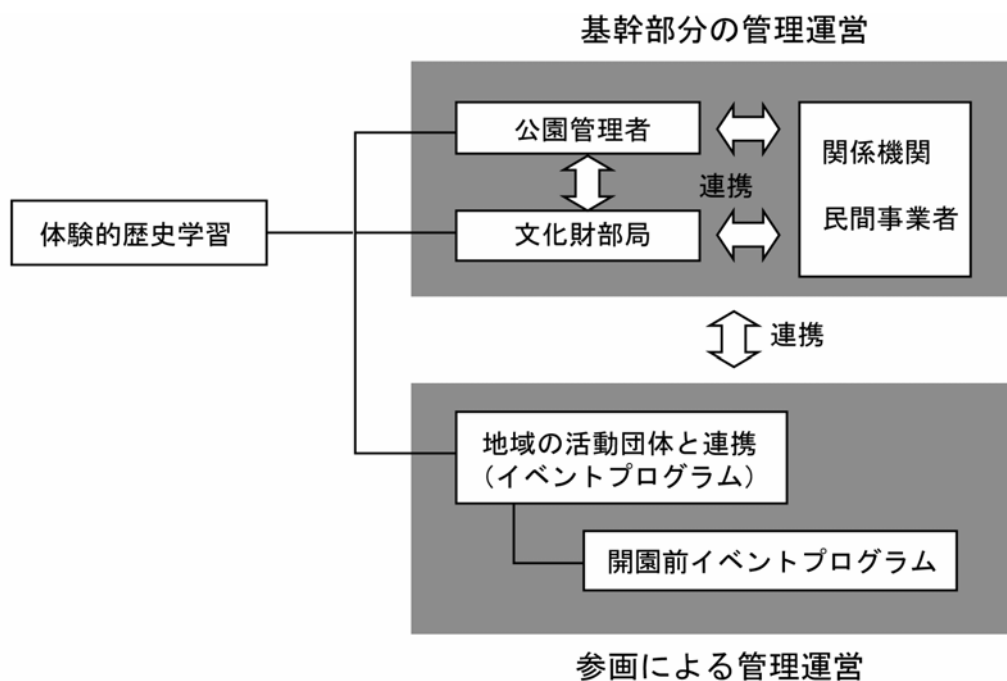 基幹部分の管理運営
公園管理者
関係機関
連携
民間事業者
体験的歴史学習
文化財部局
連携
地域の活動団体と連携
(イベントプログラム)
開園前イベントプログラム
参画による管理運営